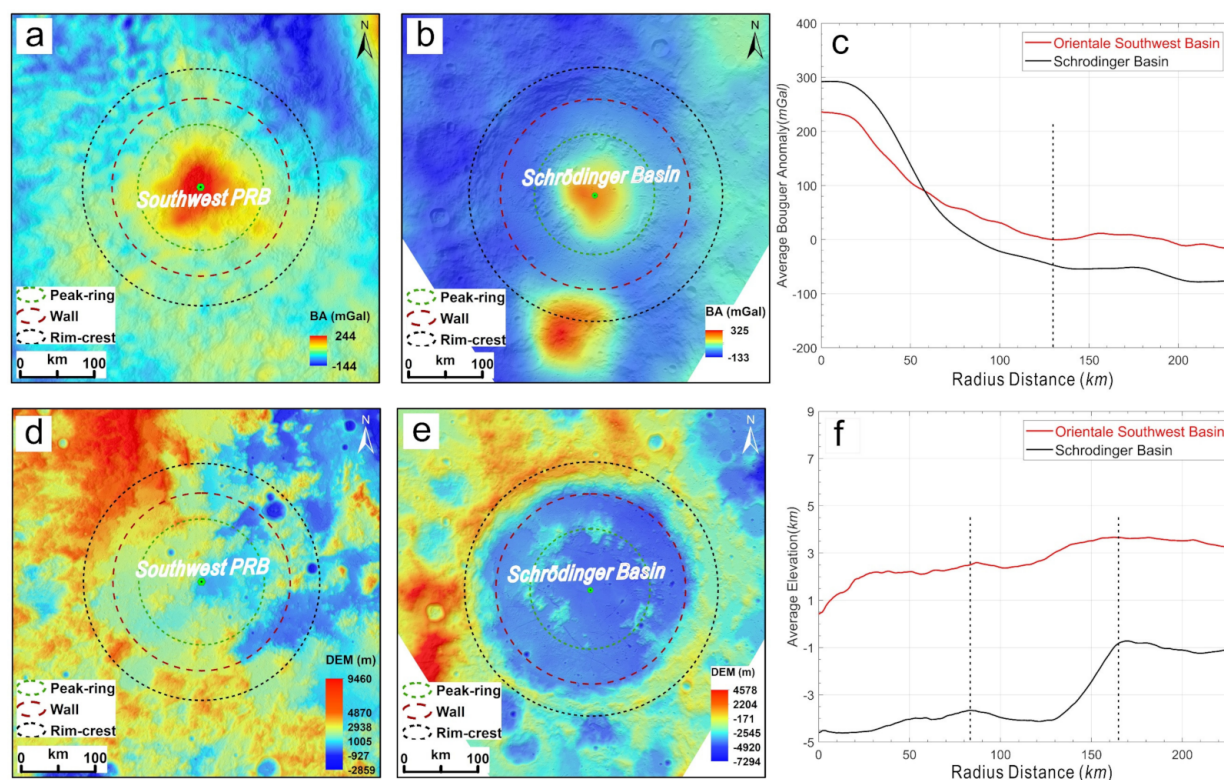 a
N
Southwest PRB
Peak-ring
Wall
Rim-crest
km
0 100
BA (mGal)
244
-144
b
N
Schrödinger Basin
Peak-ring
Wall
Rim-crest
km
0 100
BA (mGal)
325
-133
c
Orientale Southwest Basin
Schrodinger Basin
Average Bouguer Anomaly(mGal)
400
300
200
100
0
-100
-200
0 50 100 150 200
Radius Distance (km)
d
N
Southwest PRB
Peak-ring
Wall
Rim-crest
km
0 100
DEM (m)
9460
4870
2938
1005
-927
-2859
e
N
Schrödinger Basin
Peak-ring
Wall
Rim-crest
km
0 100
DEM (m)
4578
2204
-171
-2545
-4920
-7294
f
Orientale Southwest Basin
Schrodinger Basin
Average Elevation(km)
9
7
5
3
-1
-3
-5
0 50 100 150 200
Radius Distance (km)